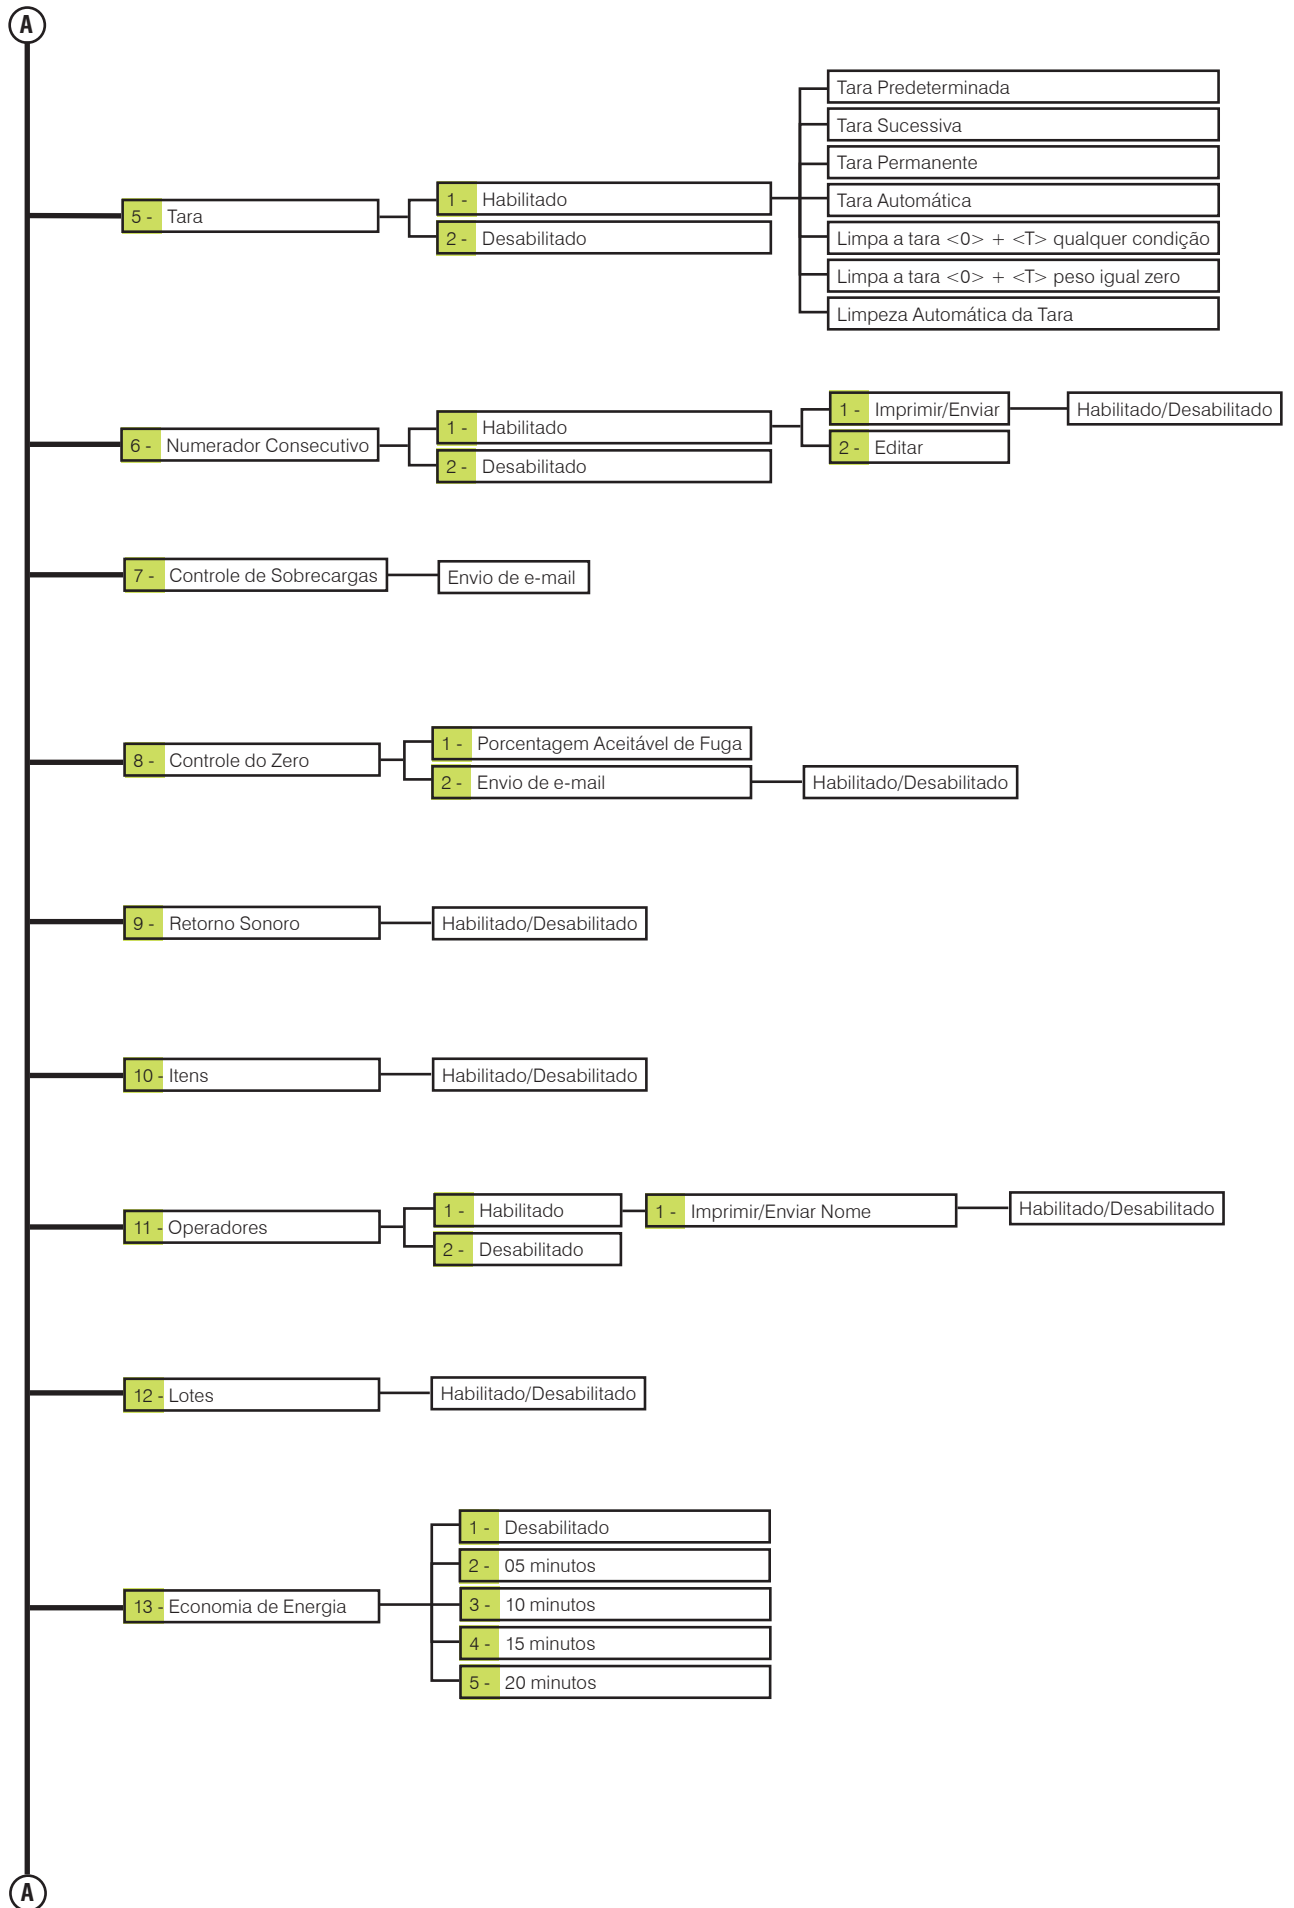 A
Tara Predeterminada
Tara Sucessiva
Tara Permanente
Tara Automática
Limpa a tara <0> + <T> qualquer condição
Limpa a tara <0> + <T> peso igual zero
Limpeza Automática da Tara
5 - Tara
1 - Habilitado
2 - Desabilitado
6 - Numerador Consecutivo
1 - Habilitado
2 - Desabilitado
1 - Imprimir/Enviar
2 - Editar
Habilitado/Desabilitado
7 - Controle de Sobrecargas
Envio de e-mail
8 - Controle do Zero
1 - Porcentagem Aceitável de Fuga
2 - Envio de e-mail
Habilitado/Desabilitado
9 - Retorno Sonoro
Habilitado/Desabilitado
10 - Itens
Habilitado/Desabilitado
11 - Operadores
1 - Habilitado
2 - Desabilitado
1 - Imprimir/Enviar Nome
Habilitado/Desabilitado
12 - Lotes
Habilitado/Desabilitado
13 - Economia de Energia
1 - Desabilitado
2 - 05 minutos
3 - 10 minutos
4 - 15 minutos
5 - 20 minutos
A